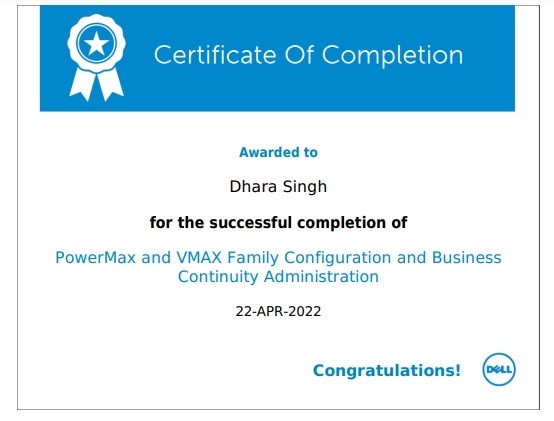 Certificate Of Completion
Awarded to
Dhara Singh
for the successful completion of
PowerMax and VMAX Family Configuration and Business
Continuity Administration
22-APR-2022
Congratulations!
DELL